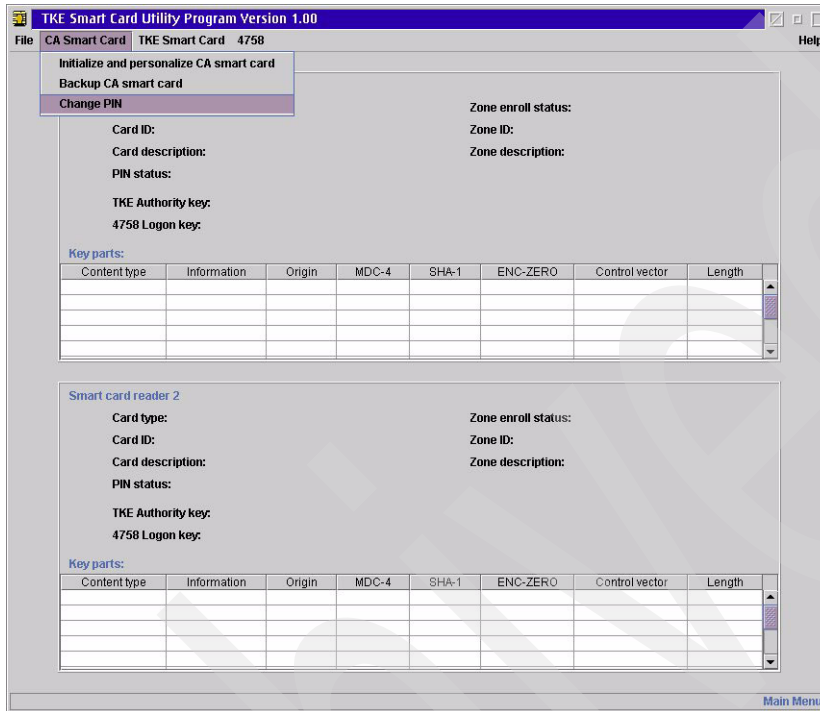 TKE Smart Card Utility Program Version 1.00
File CA Smart Card TKE Smart Card 4758 Help
Initialize and personalize CA smart card
Backup CA smart card
Change PIN
Zone enroll status:
Card ID: Zone ID:
Card description: Zone description:
PIN status:
TKE Authority key:
4758 Logon key:
Key parts:
Content type Information Origin MDC-4 SHA-1 ENC-ZERO Control vector Length
Smart card reader 2
Card type: Zone enroll status:
Card ID: Zone ID:
Card description: Zone description:
PIN status:
TKE Authority key:
4758 Logon key:
Key parts:
Content type Information Origin MDC-4 SHA-1 ENC-ZERO Control vector Length
Main Menu